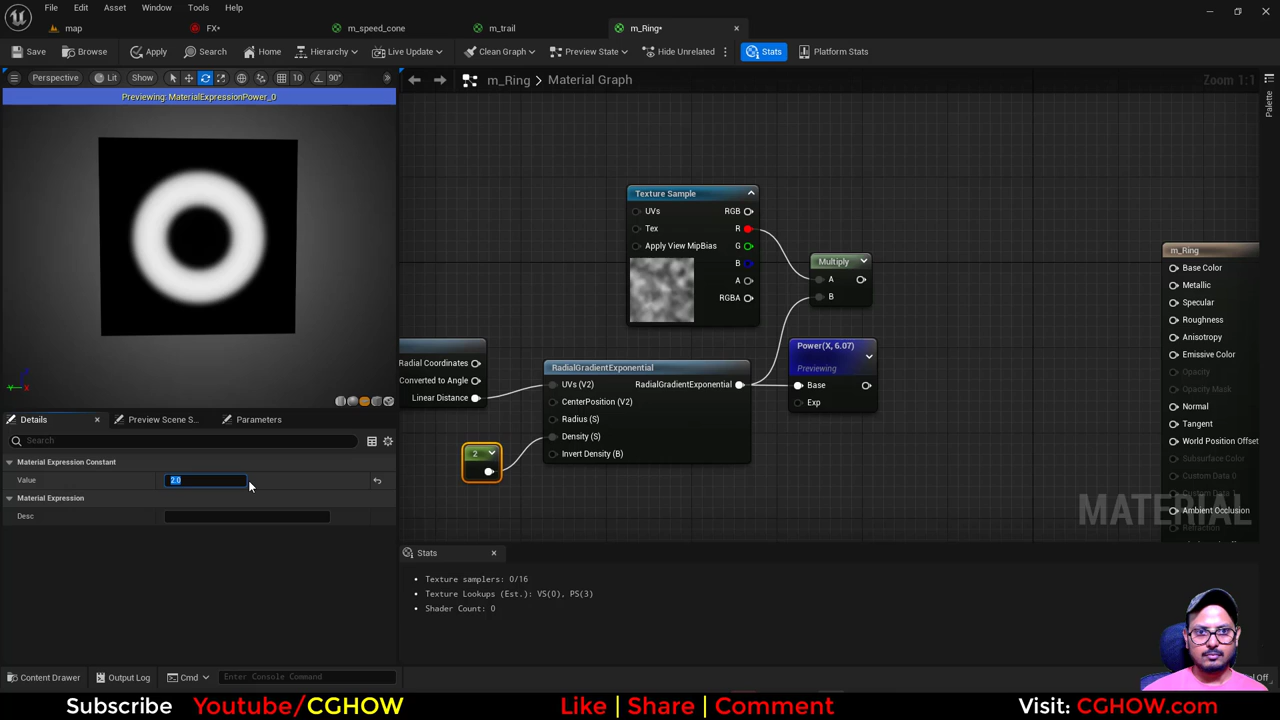 File Edit Asset Window Tools Help
map FX* m_speed_cone m_trail m_Ring*
Save Browse Apply Search Home Hierarchy Live Update Clean Graph Preview State Hide Unrelated Stats Platform Stats
Perspective Lit Show 10 90°
m_Ring > Material Graph Zoom 1:1
Palette
Previewing: MaterialExpressionPower_0
Texture Sample
UVs RGB
Tex R
Apply View MipBias G
B
A
RGBA
Multiply
A
B
Radial Coordinates
Converted to Angle
Linear Distance
RadialGradientExponential
UVs (V2) RadialGradientExponential
CenterPosition (V2)
Radius (S)
Density (S)
Invert Density (B)
2
Power(X, 6.07)
Previewing
Base
Exp
m_Ring
Base Color
Metallic
Specular
Roughness
Anisotropy
Emissive Color
Opacity
Opacity Mask
Normal
Tangent
World Position Offset
Subsurface Color
Custom Data 0
Custom Data 1
Ambient Occlusion
Refraction
MATERIAL
Details Preview Scene S... Parameters
Search
Material Expression Constant
Value 2.0
Material Expression
Desc
Stats
Texture samplers: 0/16
Texture Lookups (Est.): VS(0), PS(3)
Shader Count: 0
Content Drawer Output Log Cmd Enter Console Command
Subscribe Youtube/CGHOW Like | Share | Comment Visit: CGHOW.com